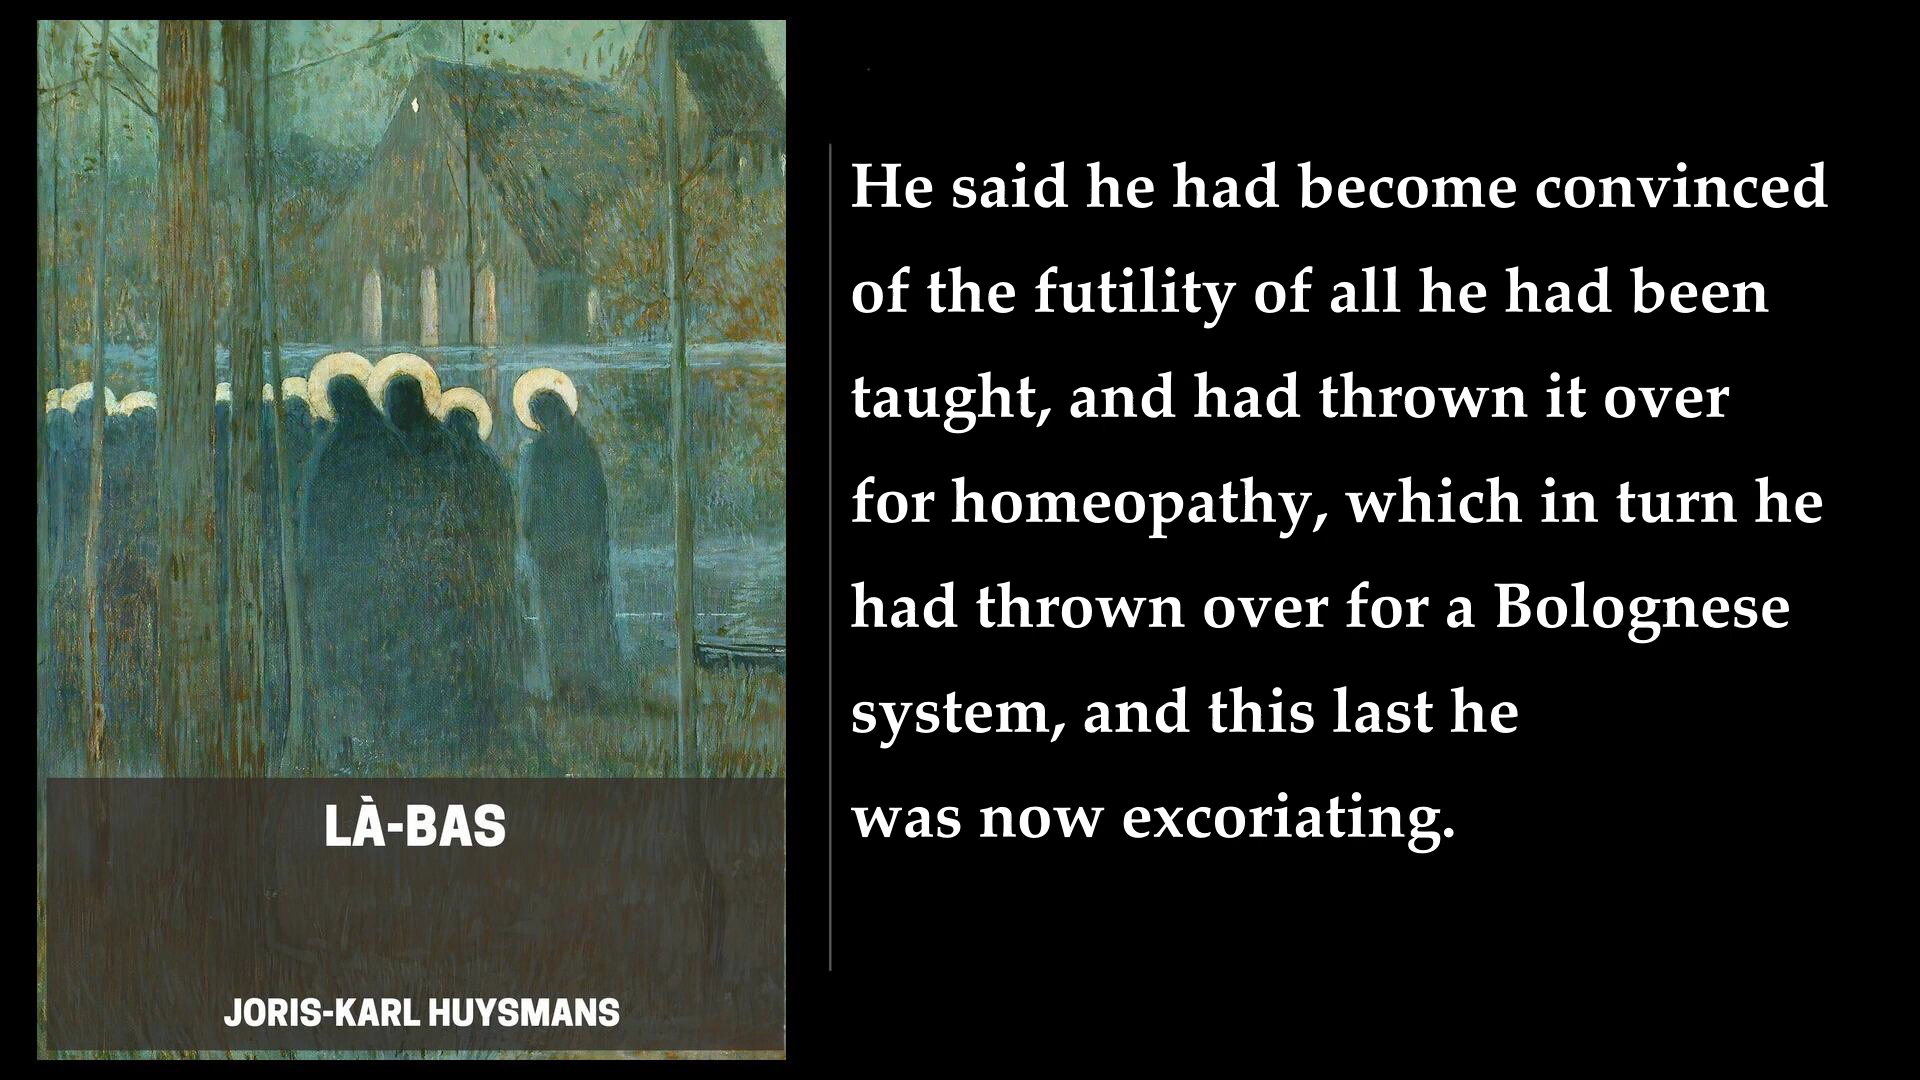 LÀ-BAS
JORIS-KARL HUYSMANS
He said he had become convinced
of the futility of all he had been
taught, and had thrown it over
for homeopathy, which in turn he
had thrown over for a Bolognese
system, and this last he
was now excoriating.